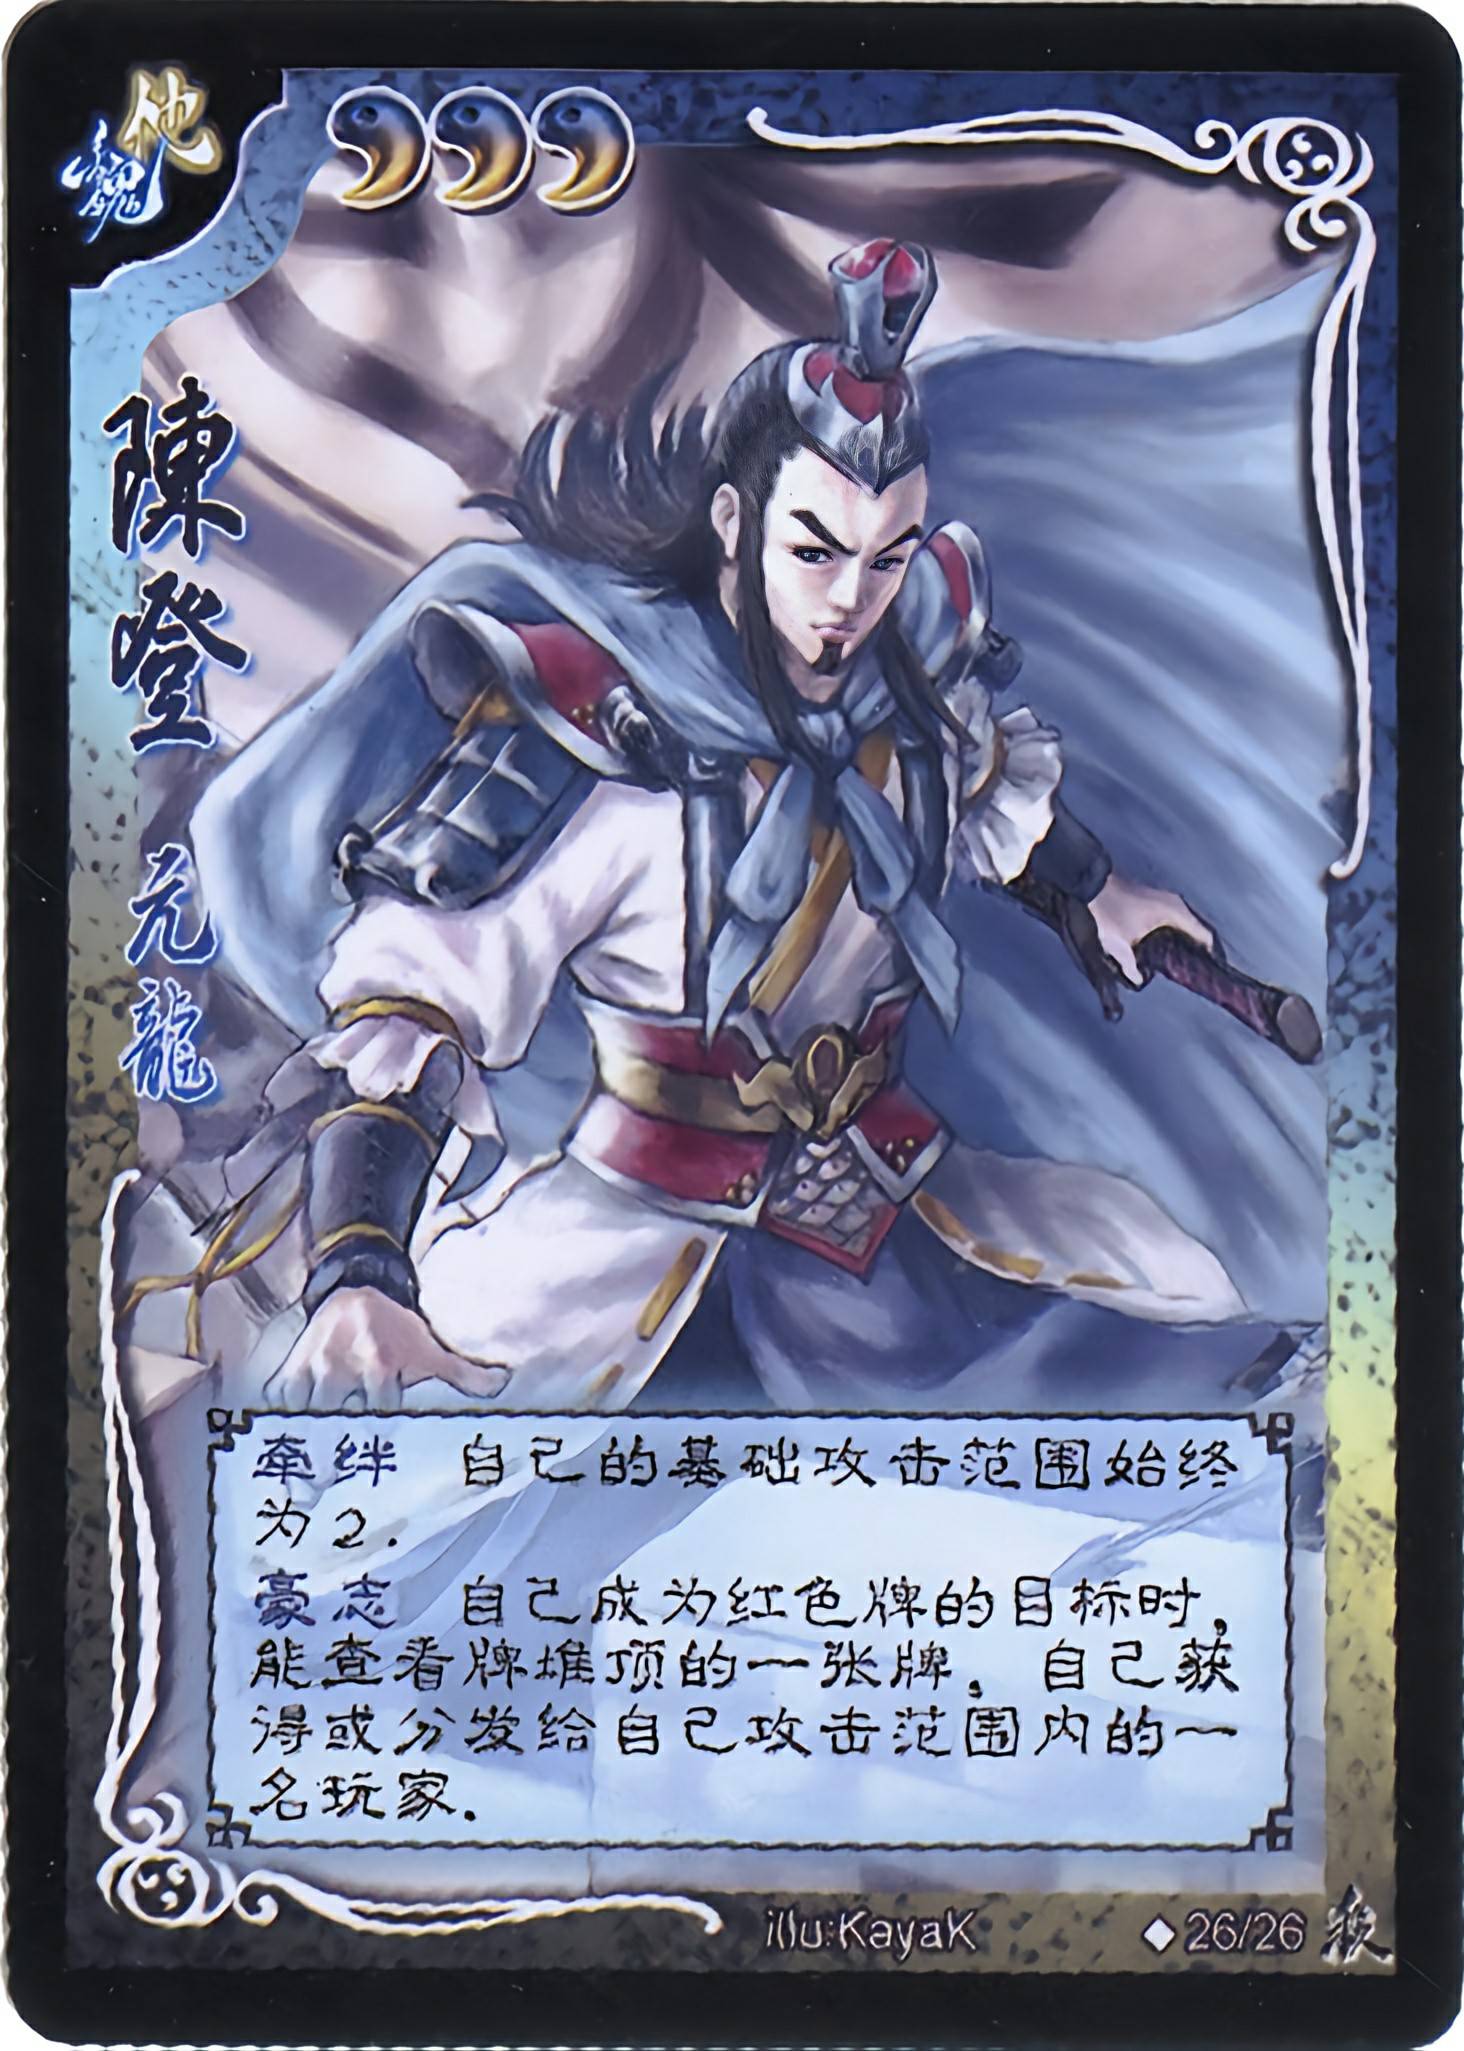 他
魏
陳登
元龍
牵绊 自己的基础攻击范围始终
为2.
豪志 自己成为红色牌的目标时,
能查看牌堆顶的一张牌, 自己获
得或分发给自己攻击范围内的一
名玩家.
illu:KayaK
◆26/26